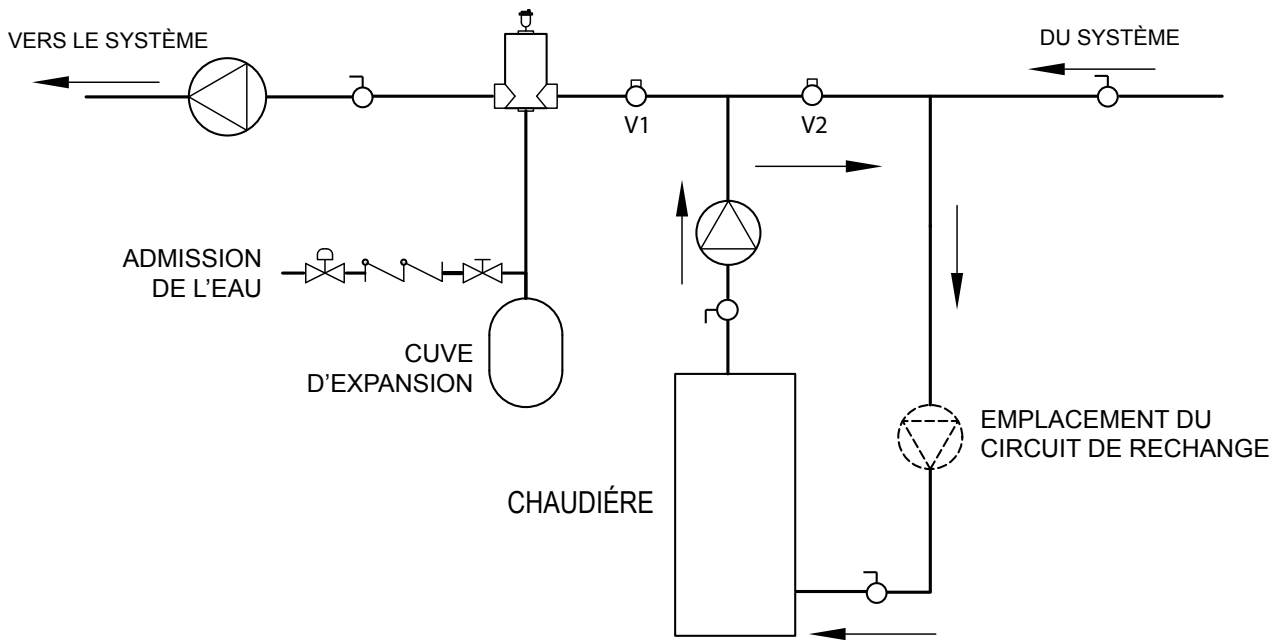 VERS LE SYSTÈME
DU SYSTÈME
V1
V2
ADMISSION
DE L'EAU
CUVE
D'EXPANSION
EMPLACEMENT DU
CIRCUIT DE RECHANGE
CHAUDIÉRE